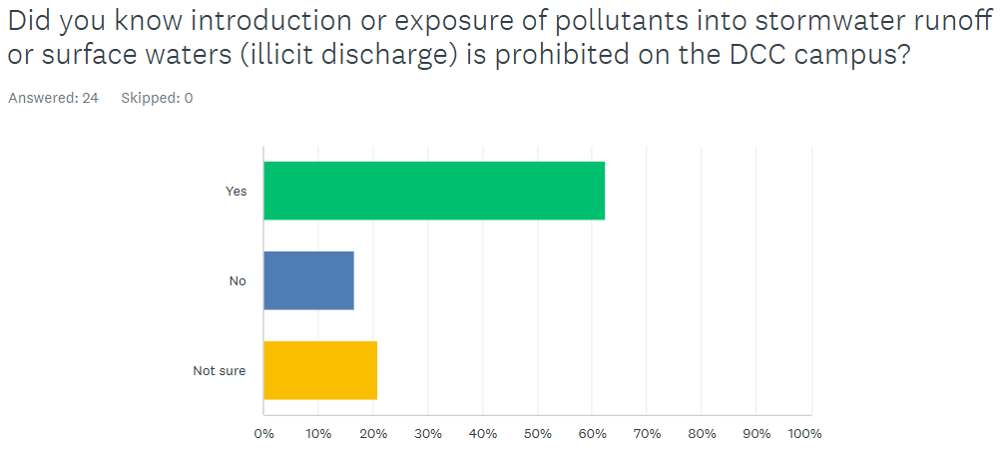 Did you know introduction or exposure of pollutants into stormwater runoff
or surface waters (illicit discharge) is prohibited on the DCC campus?
Answered: 24 Skipped: 0
Yes
No
Not sure
0% 10% 20% 30% 40% 50% 60% 70% 80% 90% 100%